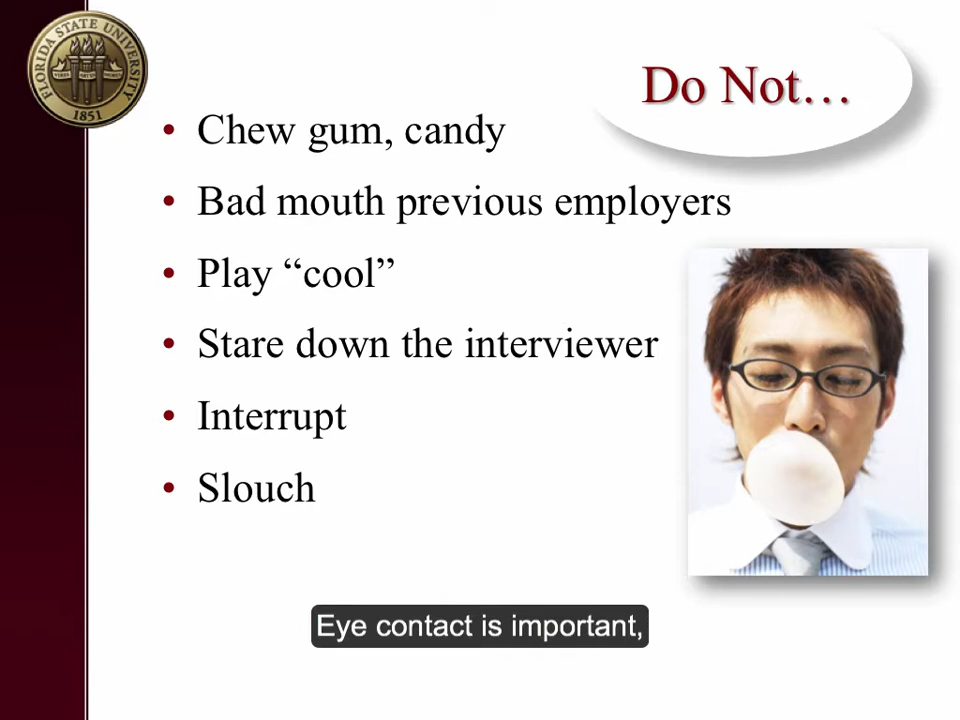 FLORIDA STATE UNIVERSITY
1851
Do Not…
• Chew gum, candy
• Bad mouth previous employers
• Play “cool”
• Stare down the interviewer
• Interrupt
• Slouch
Eye contact is important,